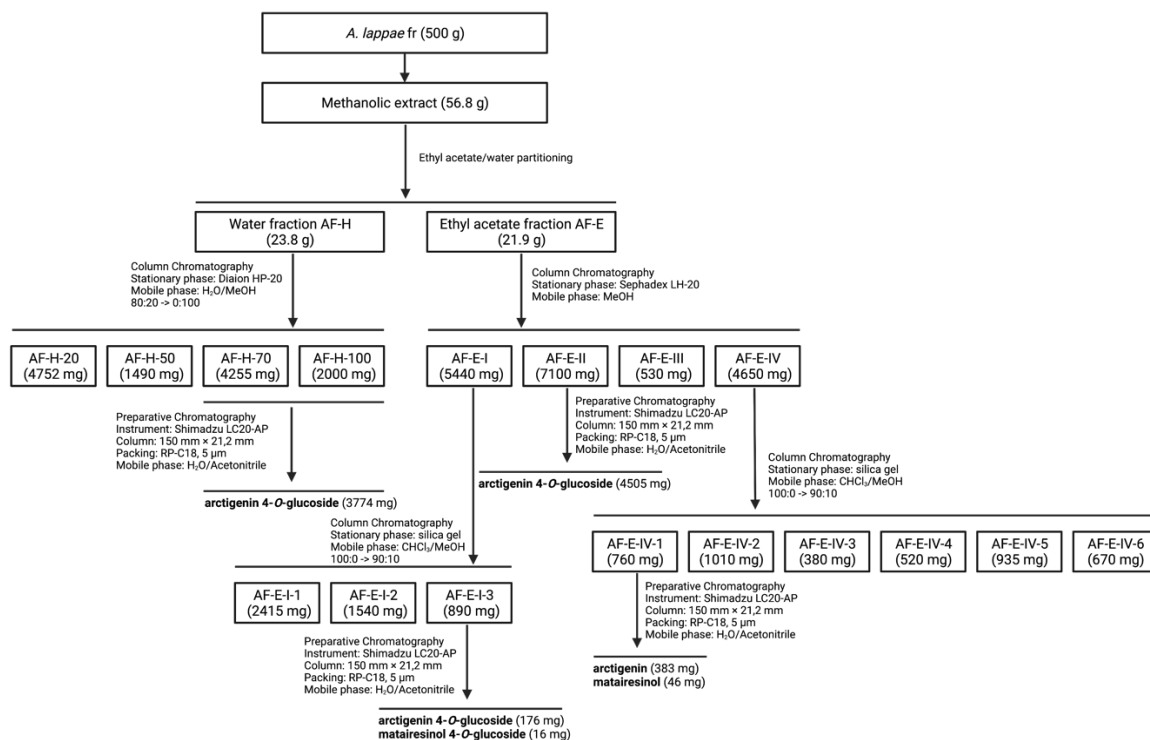 A. lappae fr (500 g)
Methanolic extract (56.8 g)
Ethyl acetate/water partitioning
Water fraction AF-H
(23.8 g)
Ethyl acetate fraction AF-E
(21.9 g)
Column Chromatography
Stationary phase: Diaion HP-20
Mobile phase: H₂O/MeOH
80:20 -> 0:100
Column Chromatography
Stationary phase: Sephadex LH-20
Mobile phase: MeOH
AF-H-20
(4752 mg)
AF-H-50
(1490 mg)
AF-H-70
(4255 mg)
AF-H-100
(2000 mg)
AF-E-I
(5440 mg)
AF-E-II
(7100 mg)
AF-E-III
(530 mg)
AF-E-IV
(4650 mg)
Preparative Chromatography
Instrument: Shimadzu LC20-AP
Column: 150 mm × 21,2 mm
Packing: RP-C18, 5 µm
Mobile phase: H₂O/Acetonitrile
Preparative Chromatography
Instrument: Shimadzu LC20-AP
Column: 150 mm × 21,2 mm
Packing: RP-C18, 5 µm
Mobile phase: H₂O/Acetonitrile
Column Chromatography
Stationary phase: silica gel
Mobile phase: CHCl₃/MeOH
100:0 -> 90:10
arctigenin 4-O-glucoside (3774 mg)
arctigenin 4-O-glucoside (4505 mg)
Column Chromatography
Stationary phase: silica gel
Mobile phase: CHCl₃/MeOH
100:0 -> 90:10
AF-E-IV-1
(760 mg)
AF-E-IV-2
(1010 mg)
AF-E-IV-3
(380 mg)
AF-E-IV-4
(520 mg)
AF-E-IV-5
(935 mg)
AF-E-IV-6
(670 mg)
AF-E-I-1
(2415 mg)
AF-E-I-2
(1540 mg)
AF-E-I-3
(890 mg)
Preparative Chromatography
Instrument: Shimadzu LC20-AP
Column: 150 mm × 21,2 mm
Packing: RP-C18, 5 µm
Mobile phase: H₂O/Acetonitrile
Preparative Chromatography
Instrument: Shimadzu LC20-AP
Column: 150 mm × 21,2 mm
Packing: RP-C18, 5 µm
Mobile phase: H₂O/Acetonitrile
arctigenin (383 mg)
matairesinol (46 mg)
arctigenin 4-O-glucoside (176 mg)
matairesinol 4-O-glucoside (16 mg)